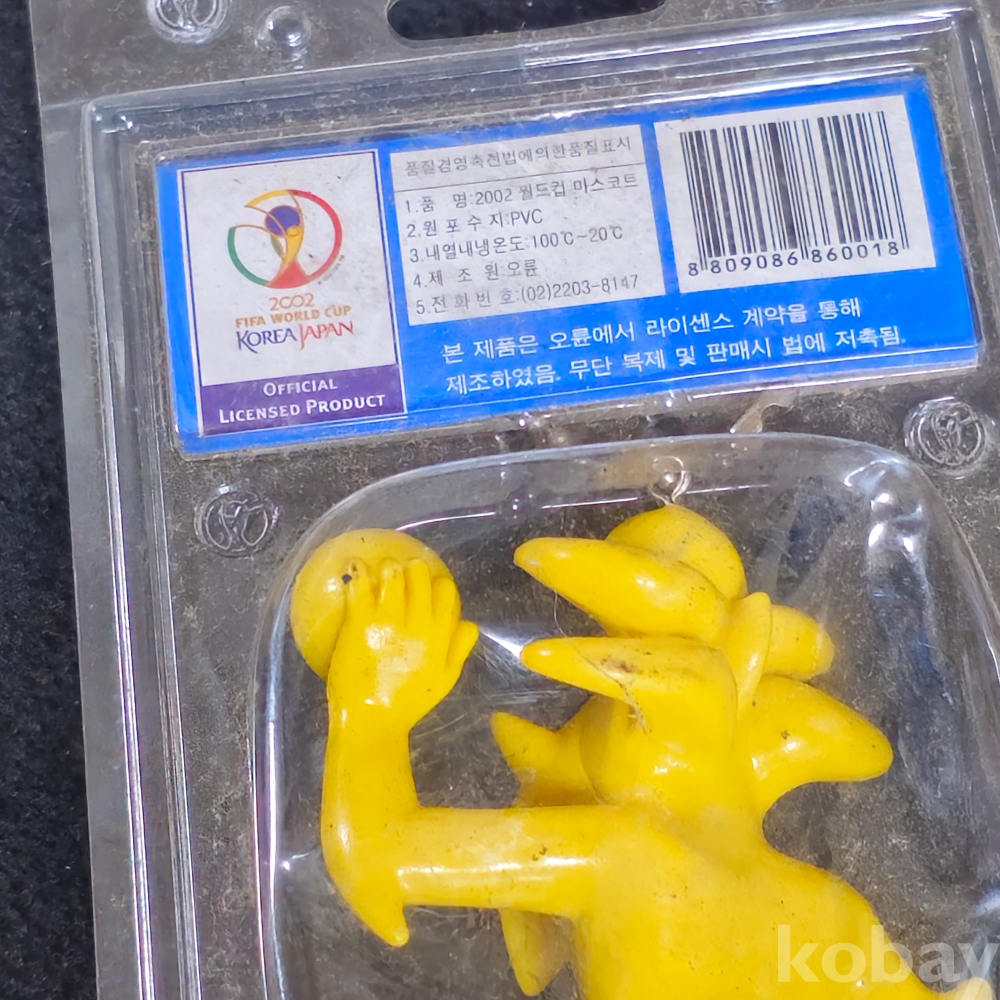 2002
FIFA WORLD CUP
KOREA JAPAN
OFFICIAL
LICENSED PRODUCT
품질경영촉진법에의한품질표시
1.품 명:2002 월드컵 마스코트
2.원 포 수 지:PVC
3.내열내냉온도:100℃~20℃
4.제 조 원:오륜
5.전 화 번 호:(02)2203-8147
8 809086 860018
본 제품은 오륜에서 라이센스 계약을 통해
제조하였음. 무단 복제 및 판매시 법에 저촉됨.
kobay